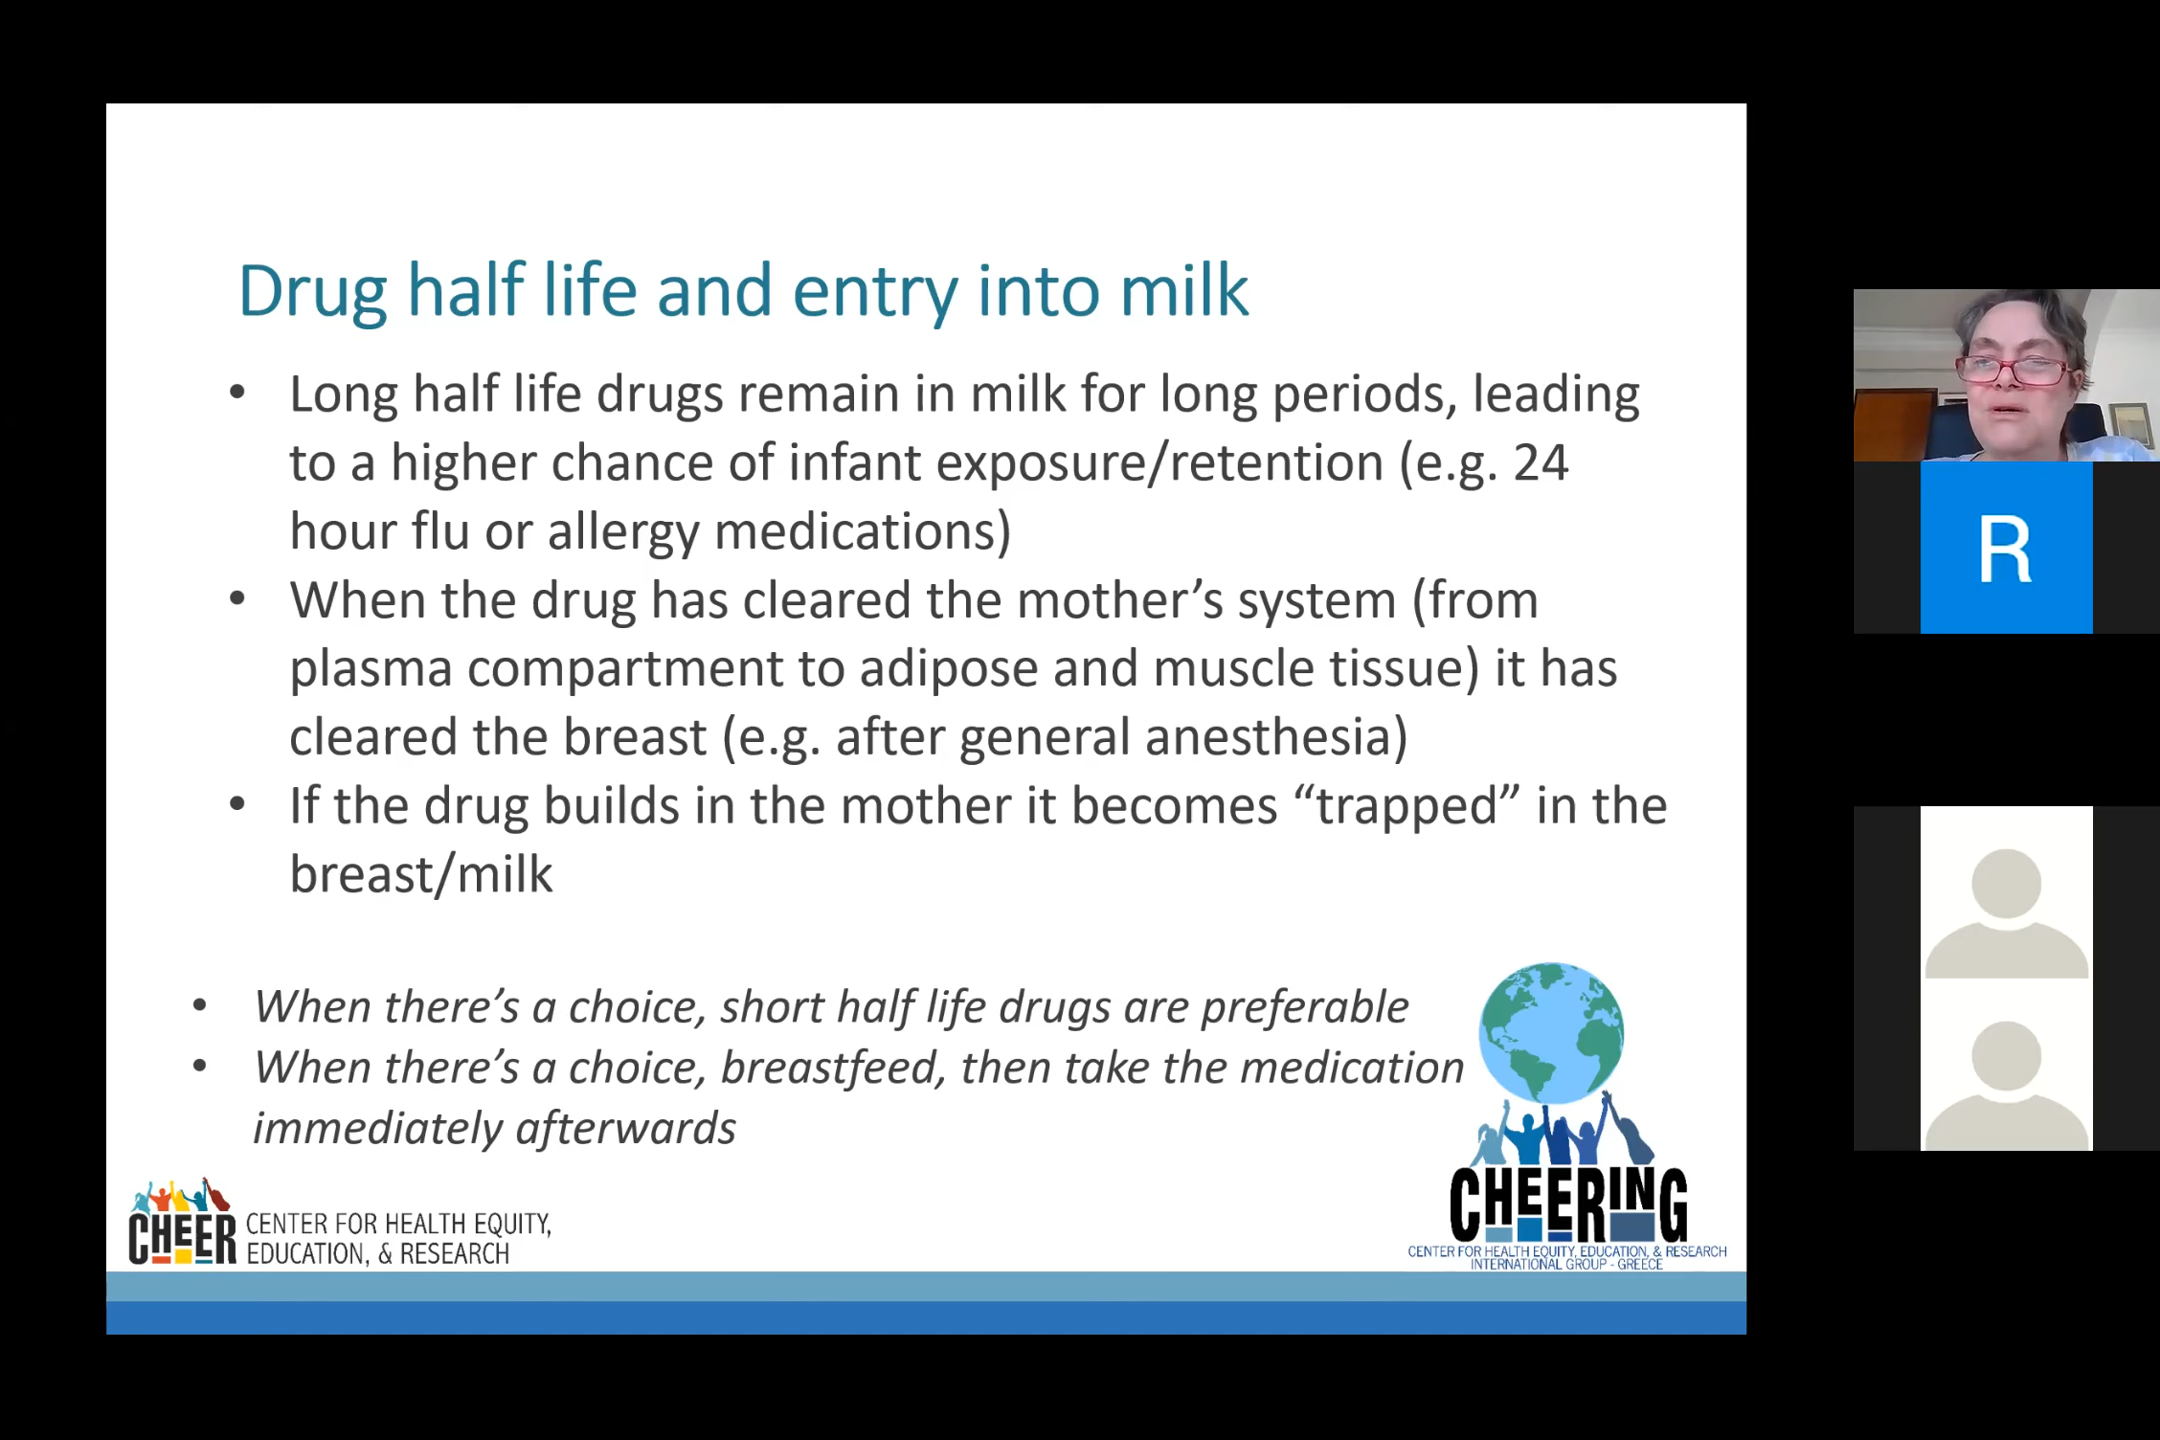 Drug half life and entry into milk
• Long half life drugs remain in milk for long periods, leading
to a higher chance of infant exposure/retention (e.g. 24
hour flu or allergy medications)
• When the drug has cleared the mother’s system (from
plasma compartment to adipose and muscle tissue) it has
cleared the breast (e.g. after general anesthesia)
• If the drug builds in the mother it becomes “trapped” in the
breast/milk
• When there’s a choice, short half life drugs are preferable
• When there’s a choice, breastfeed, then take the medication
immediately afterwards
CHEER
CENTER FOR HEALTH EQUITY,
EDUCATION, & RESEARCH
CHEERING
CENTER FOR HEALTH EQUITY, EDUCATION, & RESEARCH
INTERNATIONAL GROUP - GREECE
R